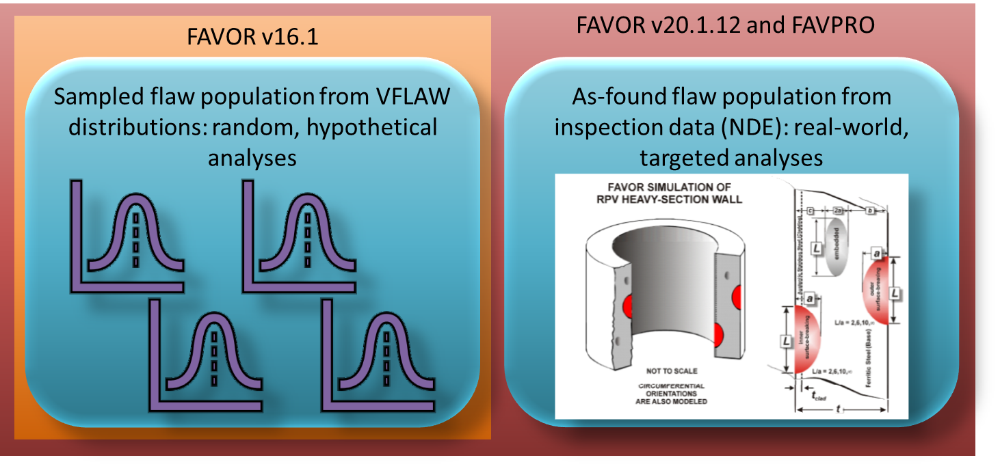 FAVOR v16.1
Sampled flaw population from VFLAW
distributions: random, hypothetical
analyses
FAVOR v20.1.12 and FAVPRO
As-found flaw population from
inspection data (NDE): real-world,
targeted analyses
FAVOR SIMULATION OF
RPV HEAVY-SECTION WALL
NOT TO SCALE
CIRCUMFERENTIAL
ORIENTATIONS
ARE ALSO MODELED
c
2a
b
L
embedded
a
outer
surface-breaking
L
L/a = 2,6,10,∞
a
L
inner
surface-breaking
L/a = 2,6,10,∞
Ferritic Steel (Base)
tclad
t